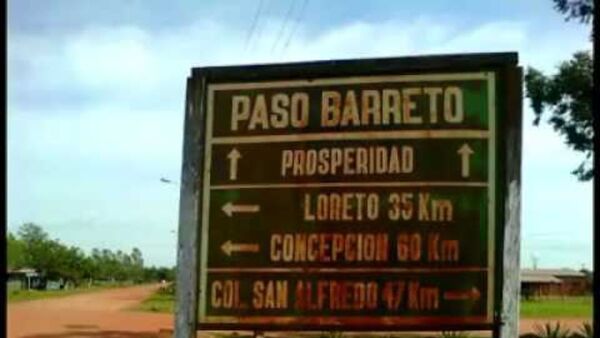 PASO BARRETO
↑ PROSPERIDAD ↑
← LORETO 35 Km
← CONCEPCION 60 Km
COL. SAN ALFREDO 47 Km →